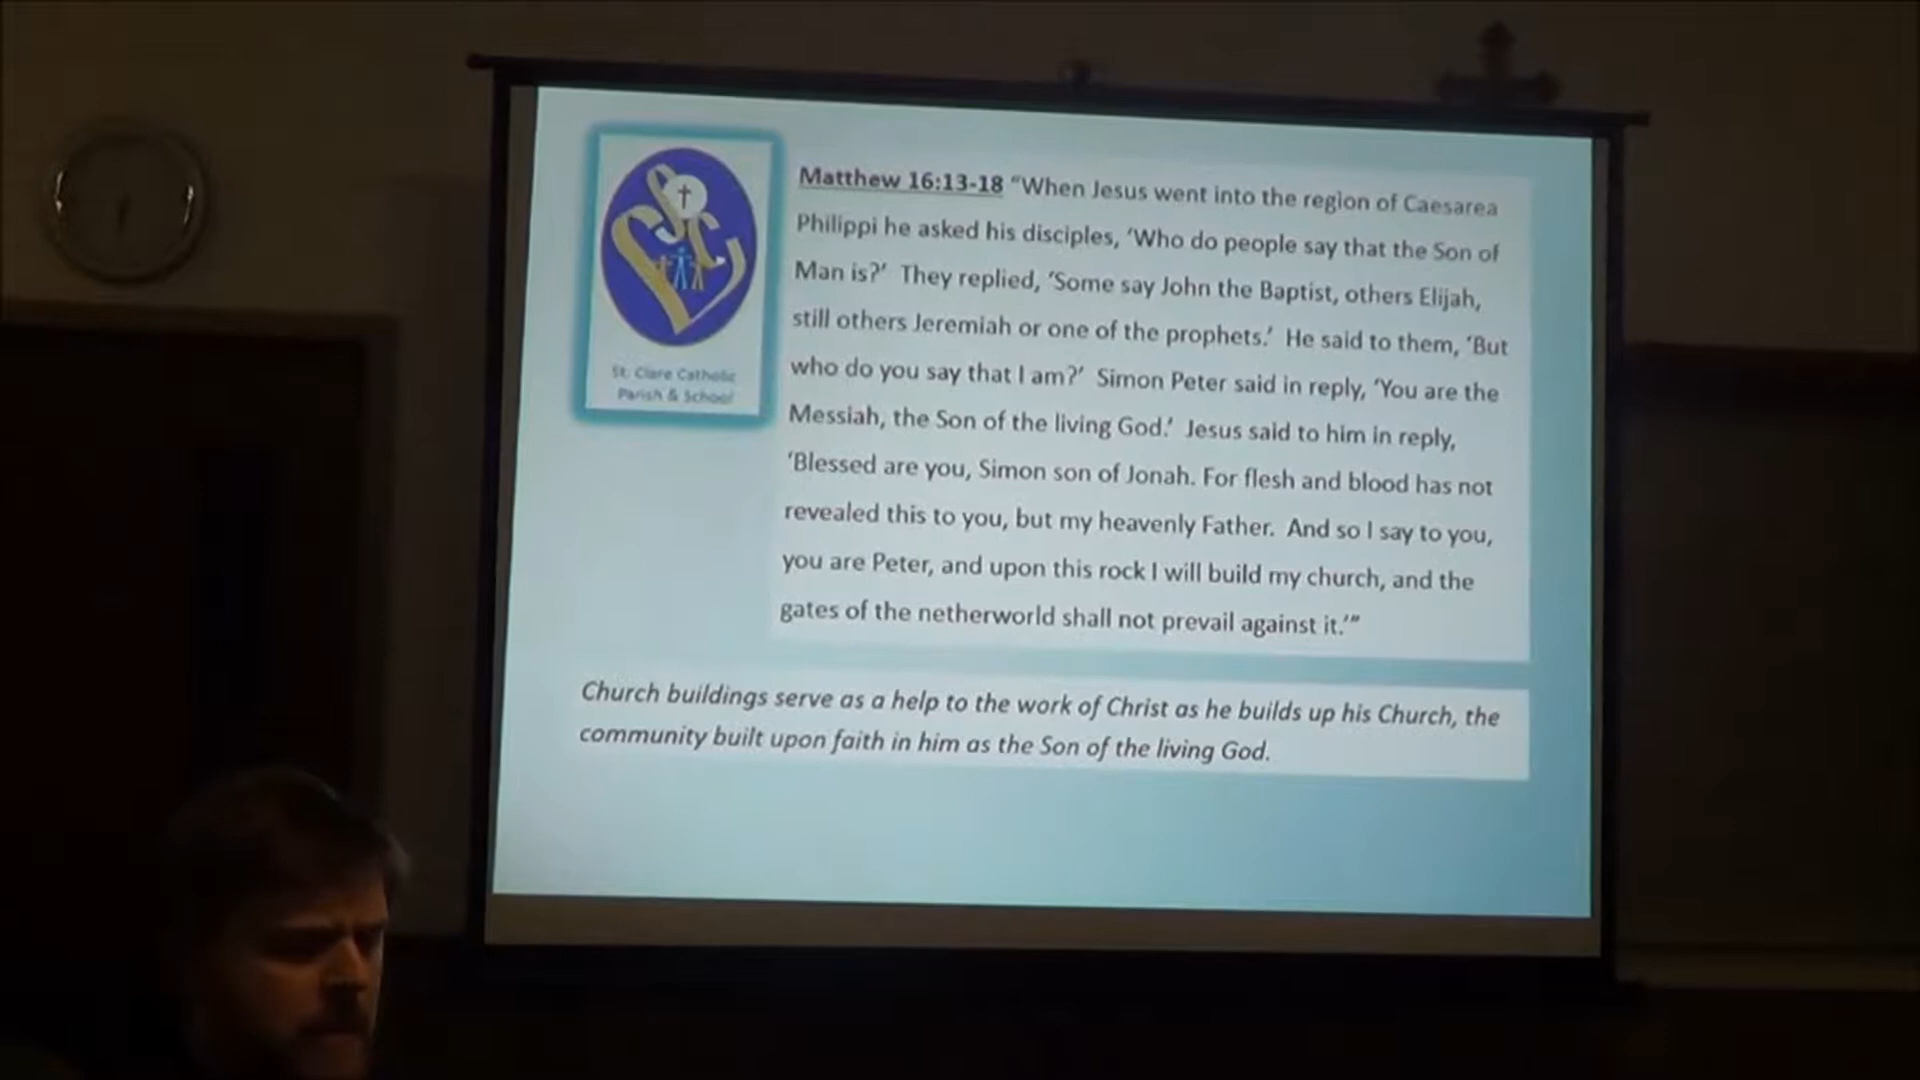 St. Clare Catholic
Parish & School
Matthew 16:13-18 “When Jesus went into the region of Caesarea
Philippi he asked his disciples, ‘Who do people say that the Son of
Man is?’ They replied, ‘Some say John the Baptist, others Elijah,
still others Jeremiah or one of the prophets.’ He said to them, ‘But
who do you say that I am?’ Simon Peter said in reply, ‘You are the
Messiah, the Son of the living God.’ Jesus said to him in reply,
‘Blessed are you, Simon son of Jonah. For flesh and blood has not
revealed this to you, but my heavenly Father. And so I say to you,
you are Peter, and upon this rock I will build my church, and the
gates of the netherworld shall not prevail against it.’”
Church buildings serve as a help to the work of Christ as he builds up his Church, the
community built upon faith in him as the Son of the living God.